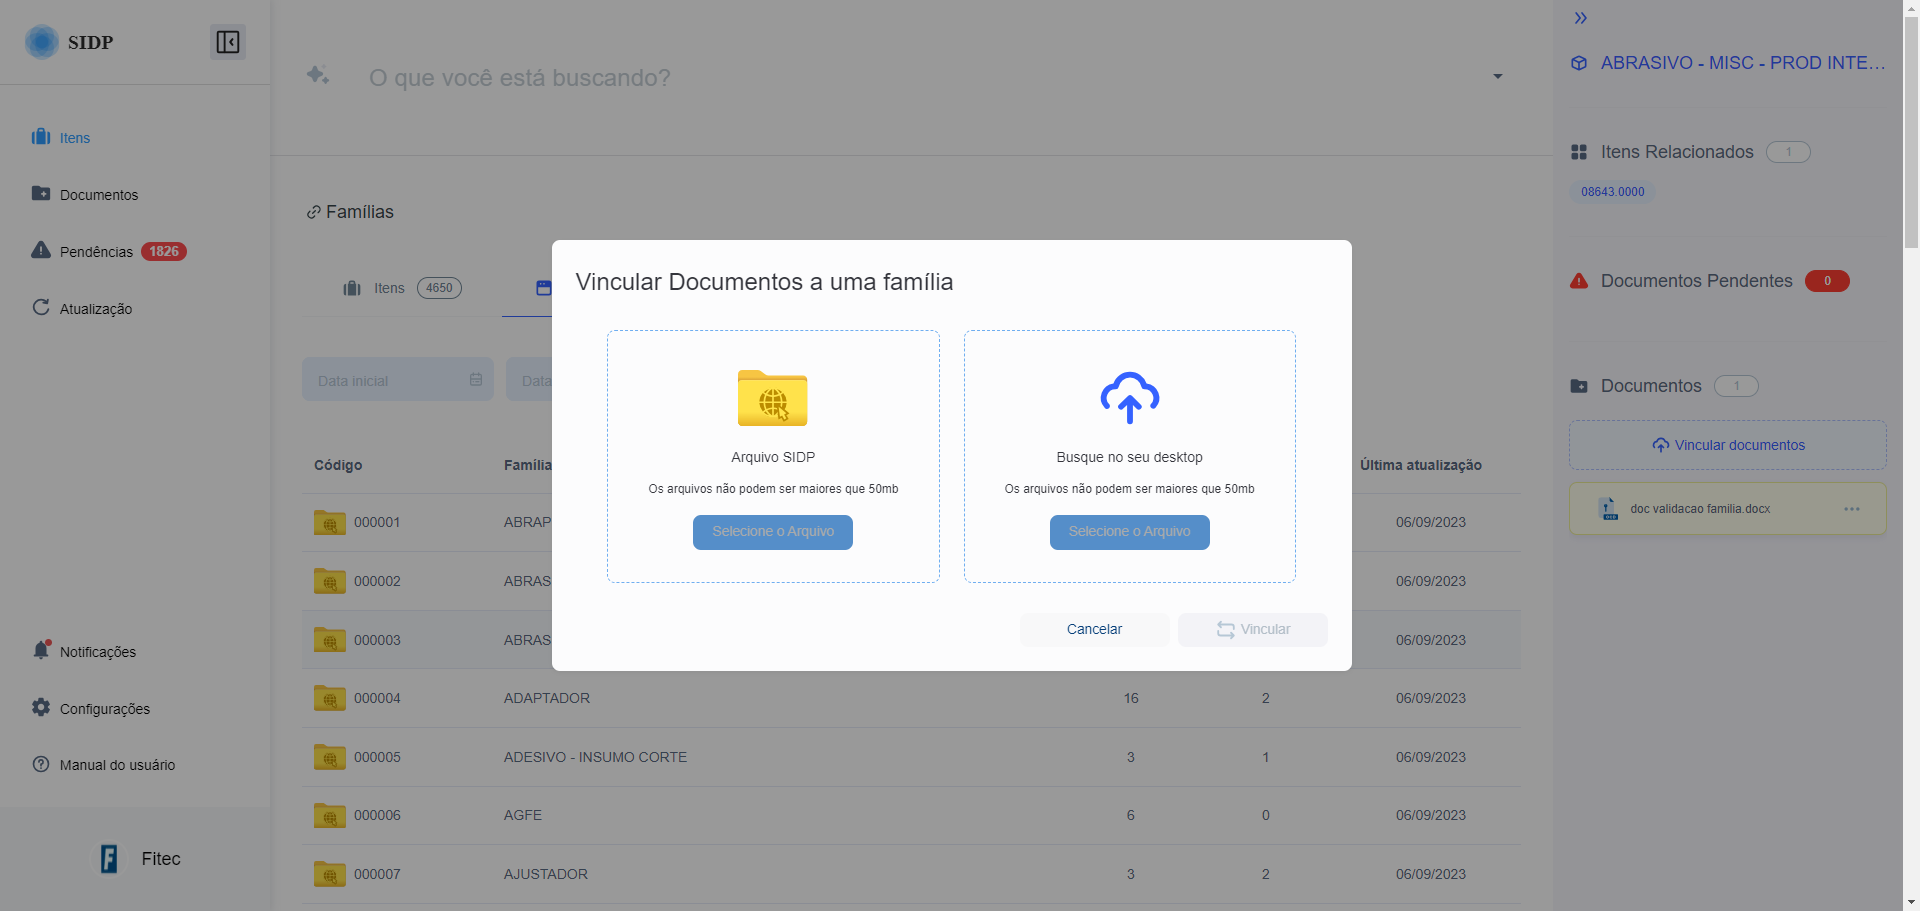 SIDP
Itens
Documentos
Pendências 1826
Atualização
Notificações
Configurações
Manual do usuário
Fitec
O que você está buscando?
Famílias
Itens 4650
Data inicial
Data
Código Família Última atualização
000001 ABRAP 06/09/2023
000002 ABRAS 06/09/2023
000003 ABRAS 06/09/2023
000004 ADAPTADOR 16 2 06/09/2023
000005 ADESIVO - INSUMO CORTE 3 1 06/09/2023
000006 AGFE 6 0 06/09/2023
000007 AJUSTADOR 3 2 06/09/2023
Vincular Documentos a uma família
Arquivo SIDP
Os arquivos não podem ser maiores que 50mb
Selecione o Arquivo
Busque no seu desktop
Os arquivos não podem ser maiores que 50mb
Selecione o Arquivo
Cancelar
Vincular
ABRASIVO - MISC - PROD INTE...
Itens Relacionados 1
08643.0000
Documentos Pendentes 0
Documentos 1
Vincular documentos
doc validacao familia.docx